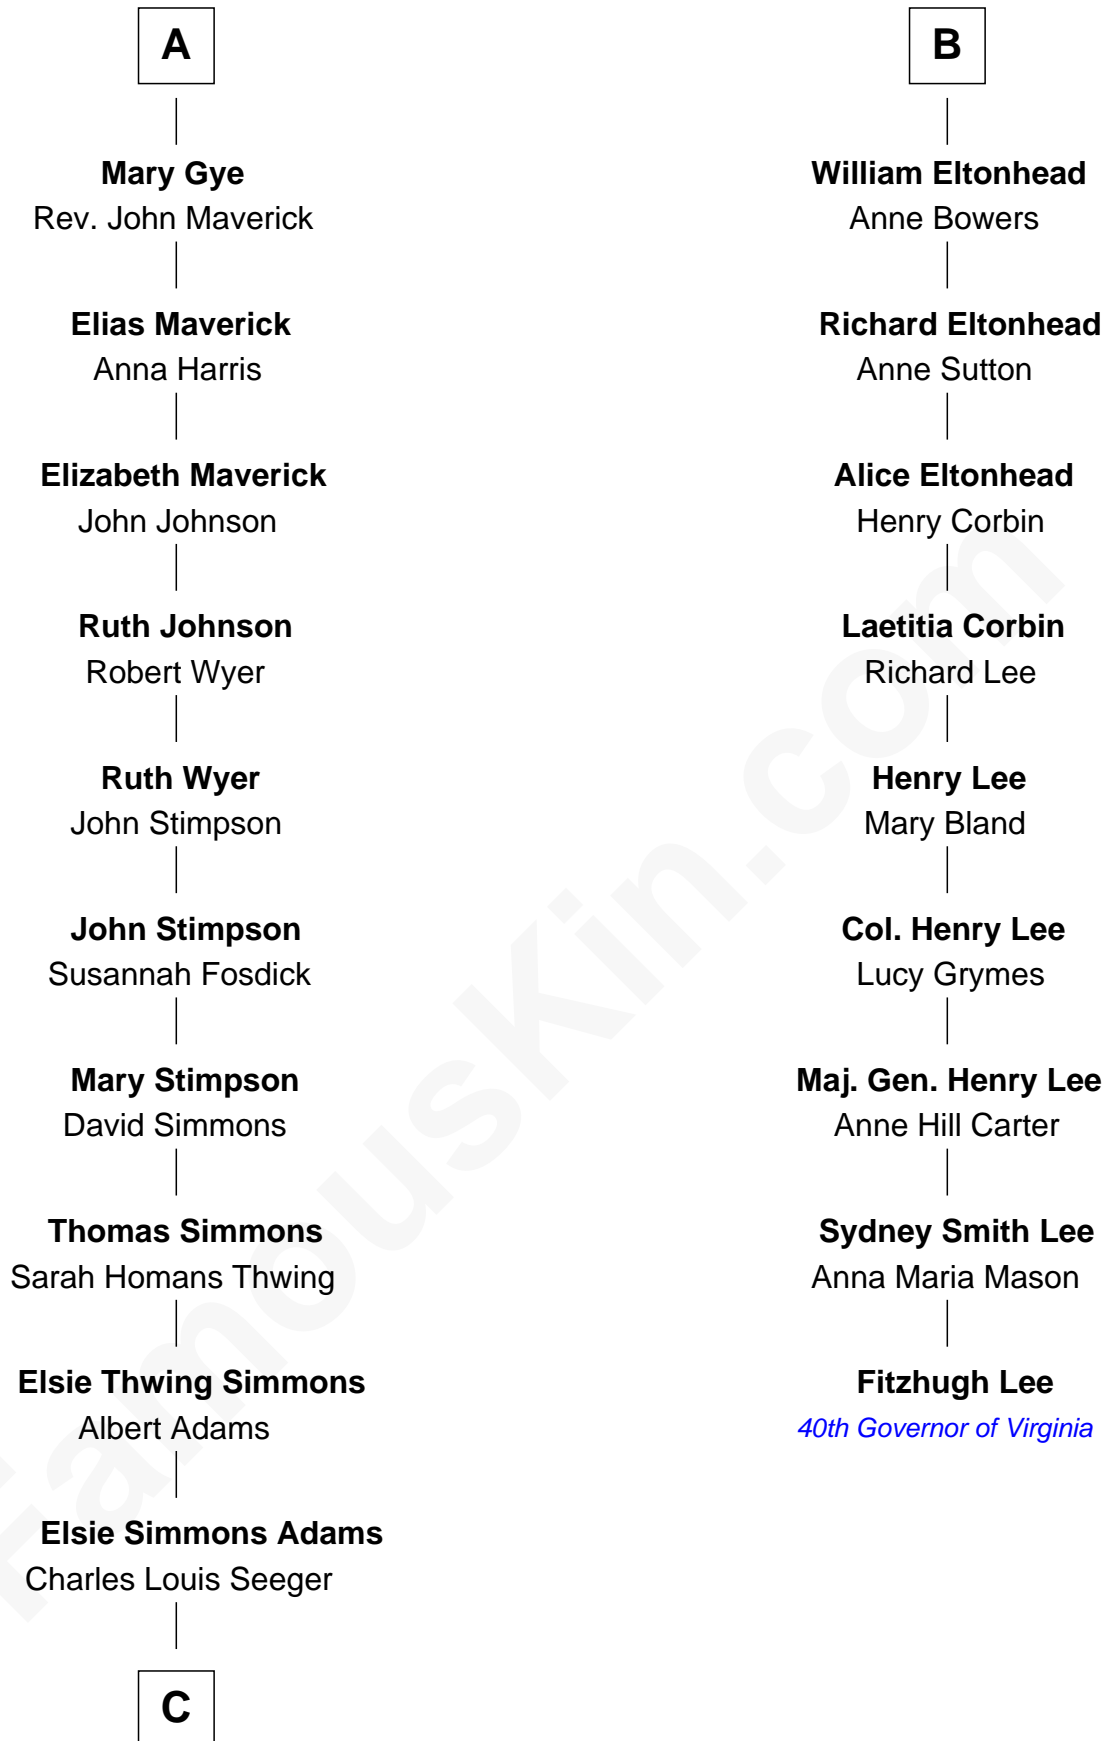 A
Mary Gye
Rev. John Maverick
Elias Maverick
Anna Harris
Elizabeth Maverick
John Johnson
Ruth Johnson
Robert Wyer
Ruth Wyer
John Stimpson
John Stimpson
Susannah Fosdick
Mary Stimpson
David Simmons
Thomas Simmons
Sarah Homans Thwing
Elsie Thwing Simmons
Albert Adams
Elsie Simmons Adams
Charles Louis Seeger
C
B
William Eltonhead
Anne Bowers
Richard Eltonhead
Anne Sutton
Alice Eltonhead
Henry Corbin
Laetitia Corbin
Richard Lee
Henry Lee
Mary Bland
Col. Henry Lee
Lucy Grymes
Maj. Gen. Henry Lee
Anne Hill Carter
Sydney Smith Lee
Anna Maria Mason
Fitzhugh Lee
40th Governor of Virginia
FamousKin.com